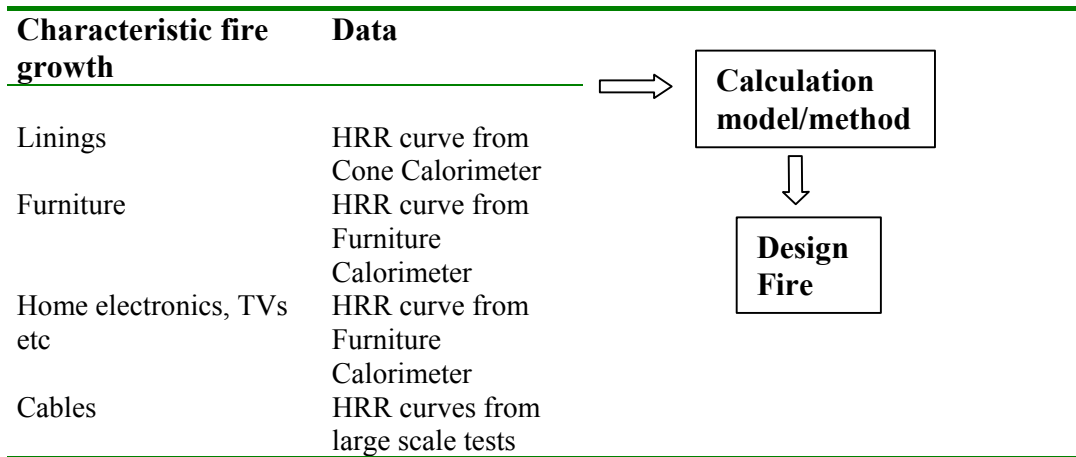 Characteristic fire growth Data
Linings HRR curve from
Cone Calorimeter
Furniture HRR curve from
Furniture
Calorimeter
Home electronics, TVs HRR curve from
etc Furniture
Calorimeter
Cables HRR curves from
large scale tests
Calculation
model/method
Design
Fire